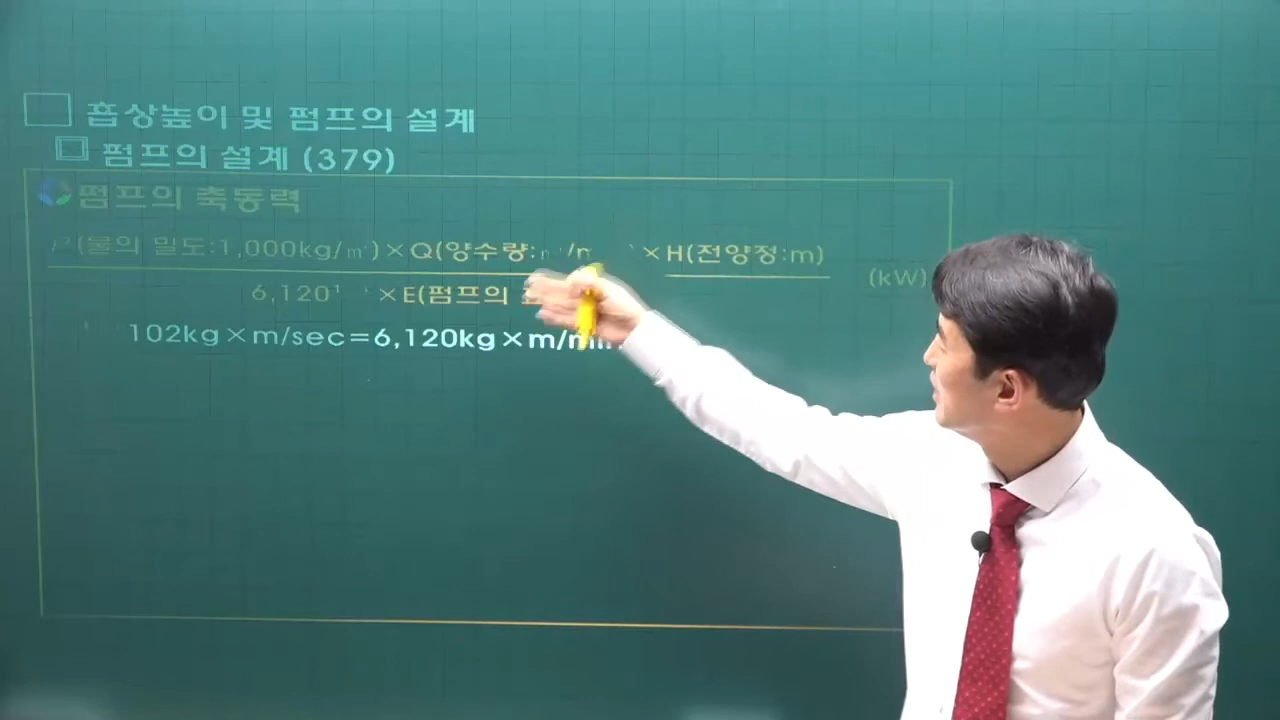 흡상높이 및 펌프의 설계
펌프의 설계 (379)
펌프의 축동력
(물의 밀도:1,000kg/㎥)×Q(양수량: ×H(전양정:m)
6,120 ×E(펌프의 (kW)
102kg×m/sec=6,120kg×m/min